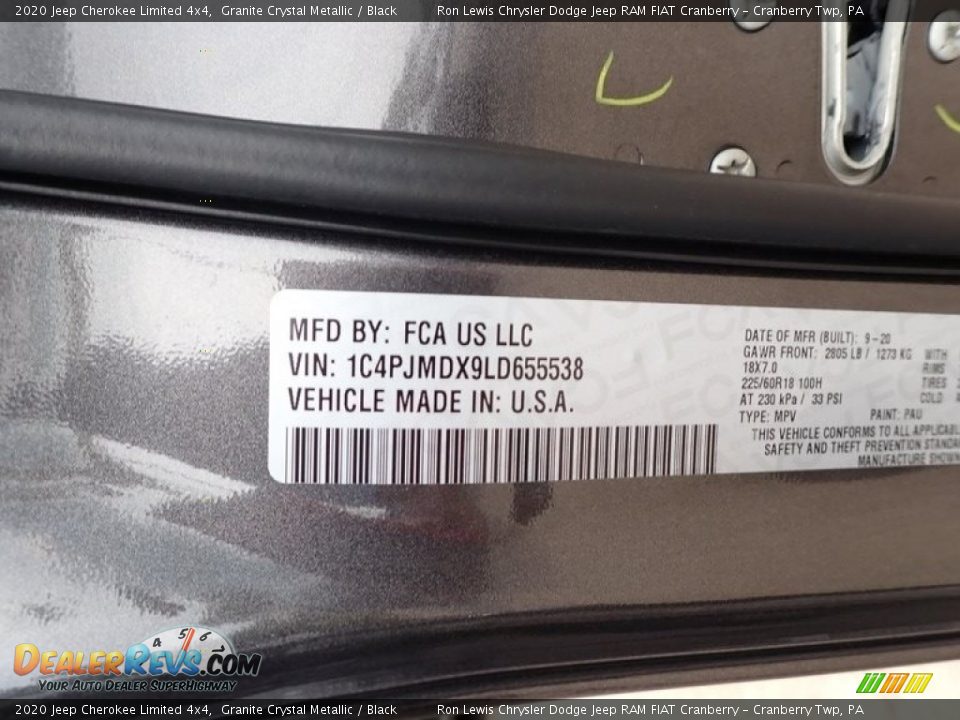 2020 Jeep Cherokee Limited 4x4, Granite Crystal Metallic / Black Ron Lewis Chrysler Dodge Jeep RAM FIAT Cranberry - Cranberry Twp, PA
MFD BY: FCA US LLC
VIN: 1C4PJMDX9LD655538
VEHICLE MADE IN: U.S.A.
DATE OF MFR (BUILT): 9-20
GAWR FRONT: 2805 LB / 1273 KG WITH
18X7.0 RIMS
225/60R18 100H TIRES
AT 230 kPa / 33 PSI COLD
TYPE: MPV PAINT: PAU
THIS VEHICLE CONFORMS TO ALL APPLICABL
SAFETY AND THEFT PREVENTION STANDA
MANUFACTURE SHOWN
4 5 6 7
DealerRevs.com
Your Auto Dealer SuperHighway
2020 Jeep Cherokee Limited 4x4, Granite Crystal Metallic / Black Ron Lewis Chrysler Dodge Jeep RAM FIAT Cranberry - Cranberry Twp, PA